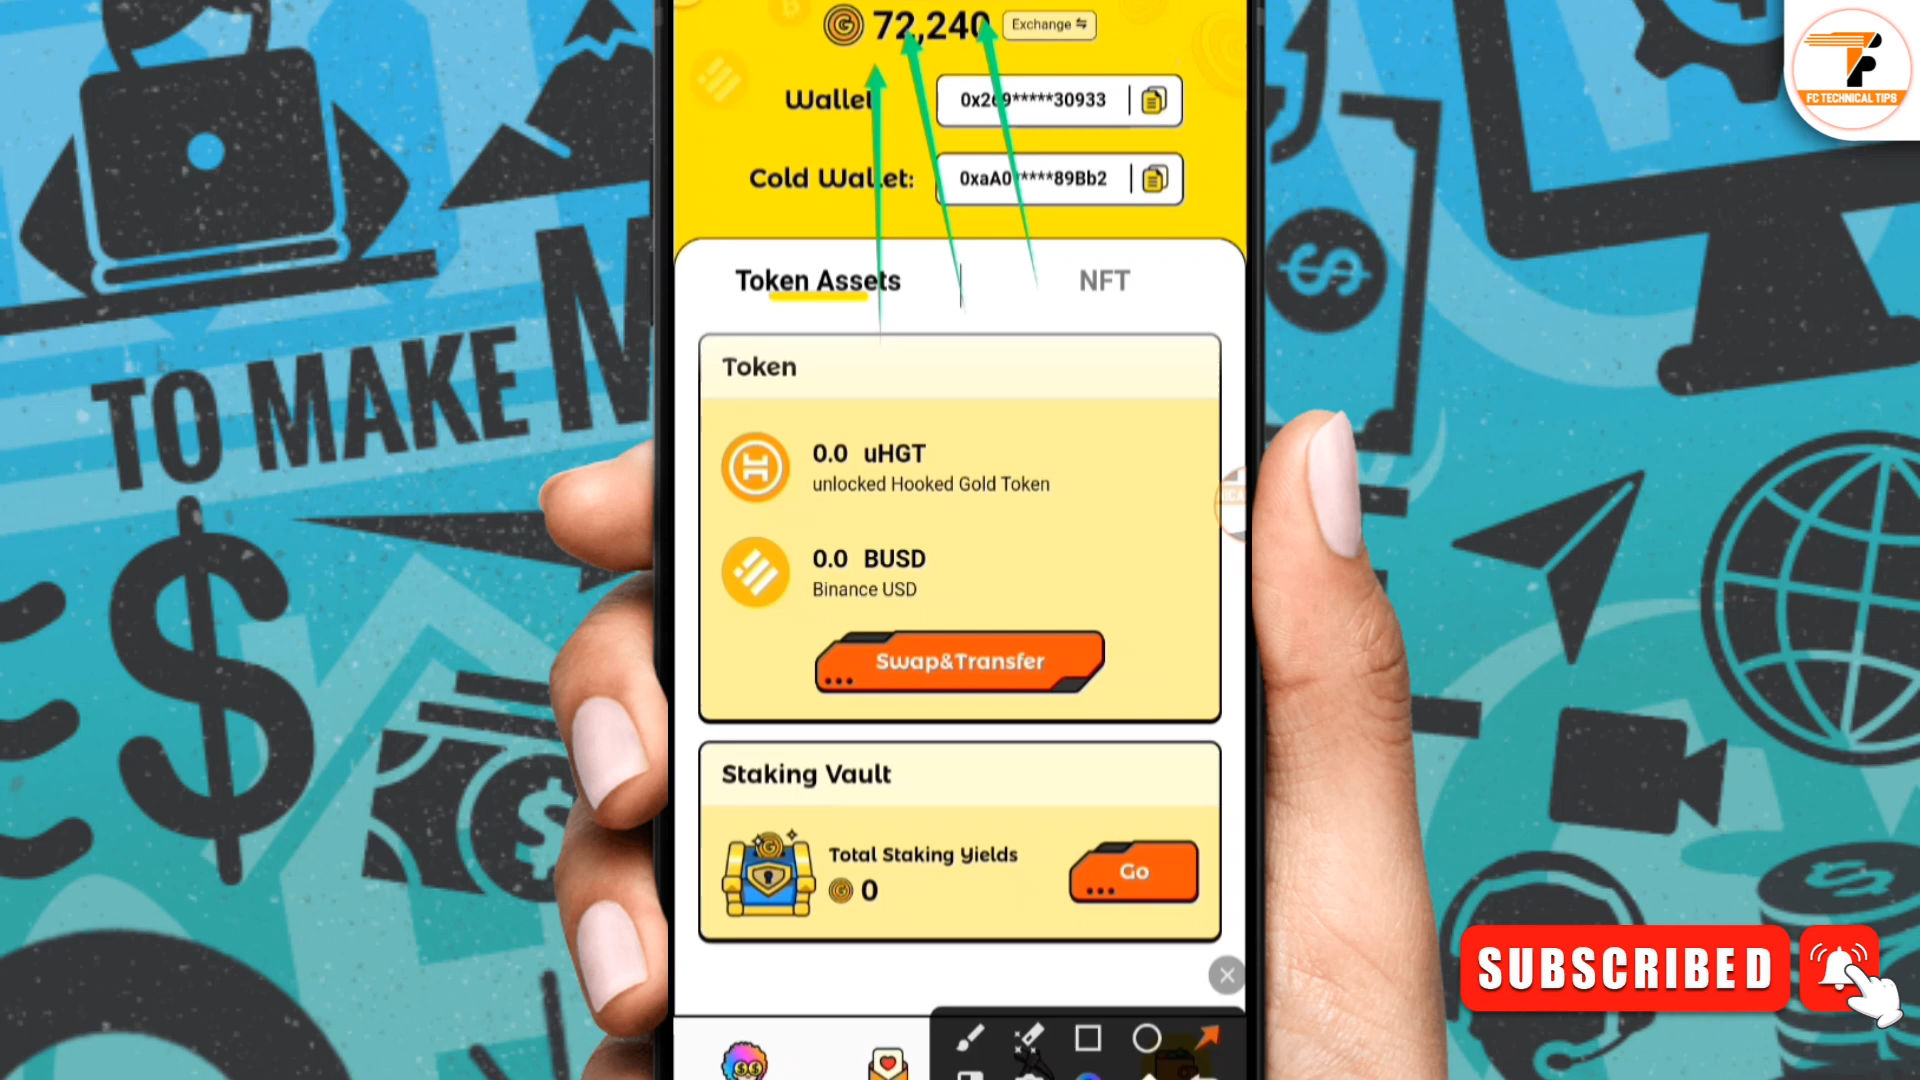 72,240
Exchange
FC TECHNICAL TIPS
Wallet
0x2d9*****30933
Cold Wallet:
0xaA0*****89Bb2
Token Assets
NFT
TO MAKE M
Token
0.0 uHGT
unlocked Hooked Gold Token
0.0 BUSD
Binance USD
Swap&Transfer
Staking Vault
Total Staking Yields
0
Go
SUBSCRIBED